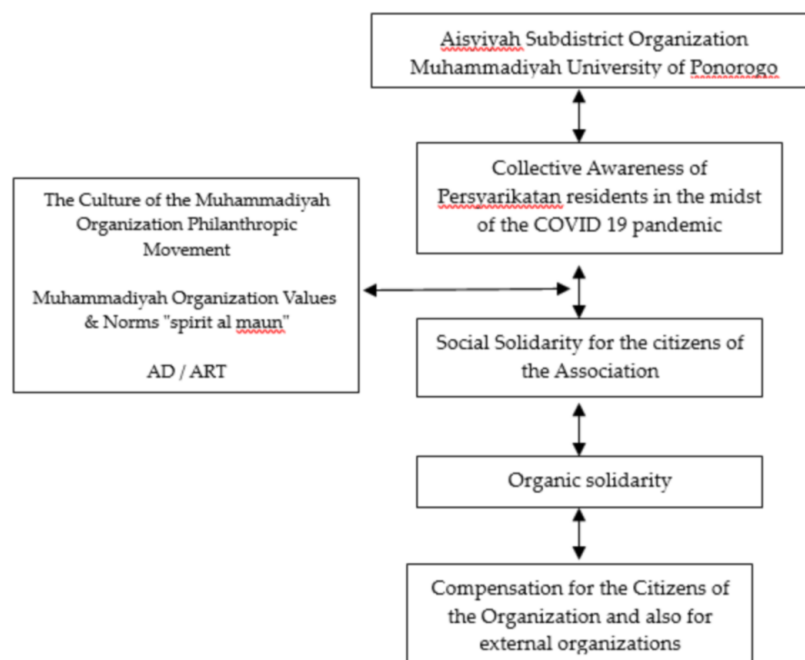 Aisyiyah Subdistrict Organization
Muhammadiyah University of Ponorogo
Collective Awareness of
Persyarikatan residents in the midst
of the COVID 19 pandemic
The Culture of the Muhammadiyah
Organization Philanthropic
Movement
Muhammadiyah Organization Values
& Norms "spirit al maun"
AD / ART
Social Solidarity for the citizens of
the Association
Organic solidarity
Compensation for the Citizens of
the Organization and also for
external organizations